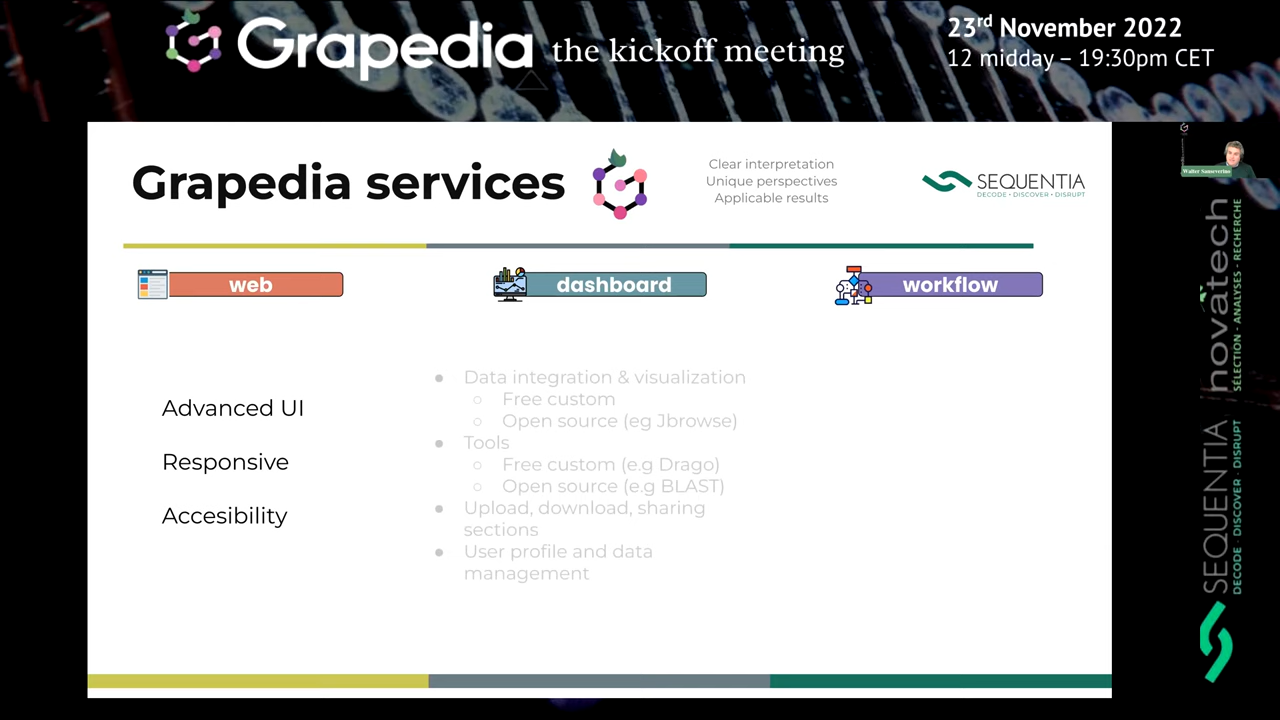 Grapedia the kickoff meeting
23rd November 2022
12 midday – 19:30pm CET
Grapedia services
Clear interpretation
Unique perspectives
Applicable results
SEQUENTIA
DECODE • DISCOVER • DISRUPT
web
dashboard
workflow
Advanced UI
Responsive
Accesibility
Data integration & visualization
Free custom
Open source (eg Jbrowse)
Tools
Free custom (e.g Drago)
Open source (e.g BLAST)
Upload, download, sharing
sections
User profile and data
management
Walter Sanseverino
novatech
SÉLECTION - ANALYSES - RECHERCHE
SEQUENTIA
DECODE • DISCOVER • DISRUPT